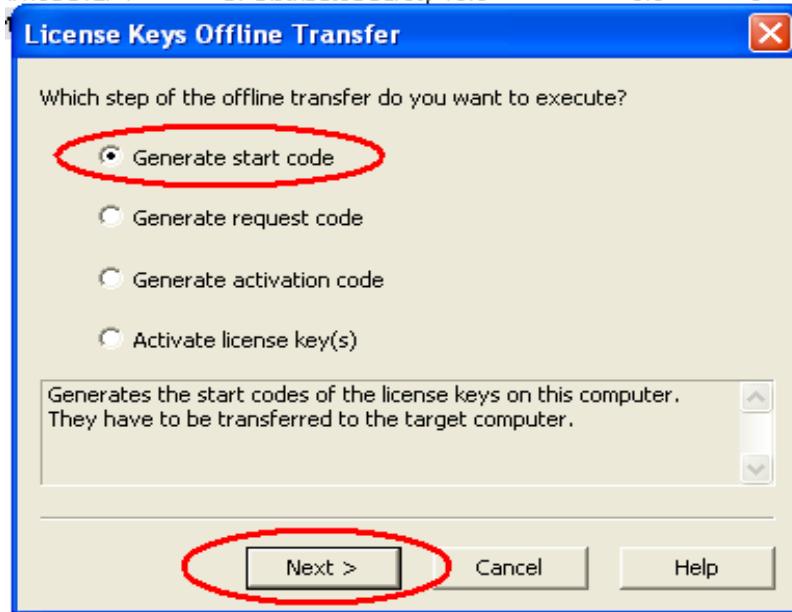 License Keys Offline Transfer
Which step of the offline transfer do you want to execute?
Generate start code
Generate request code
Generate activation code
Activate license key(s)
Generates the start codes of the license keys on this computer.
They have to be transferred to the target computer.
Next >
Cancel
Help